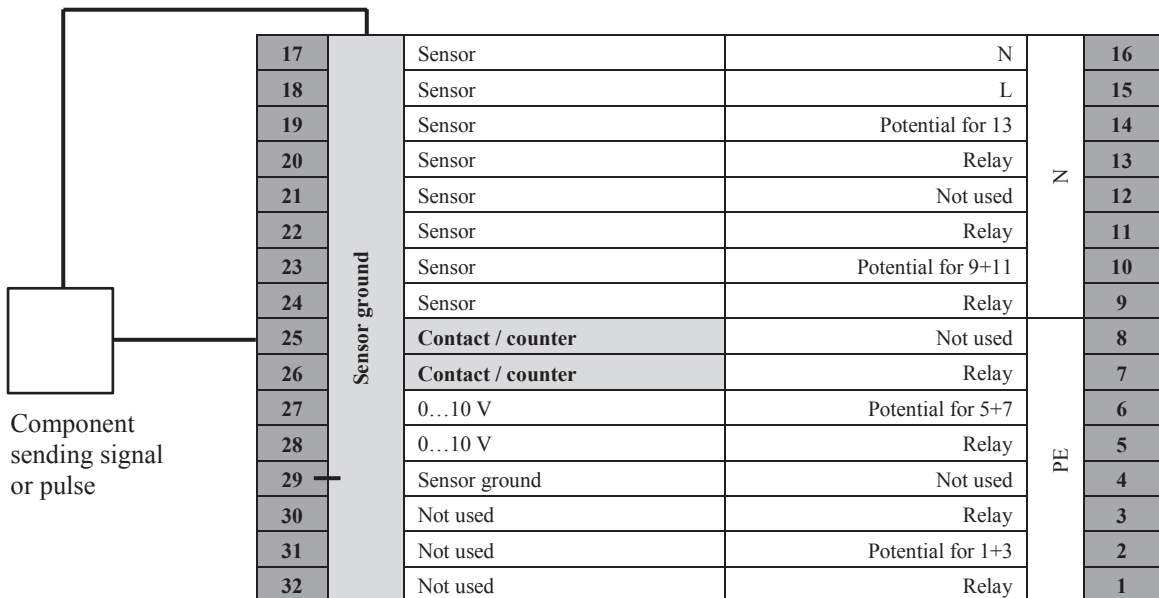 17 Sensor N 16
18 Sensor L 15
19 Sensor Potential for 13 14
20 Sensor Relay 13
N
21 Sensor Not used 12
22 Sensor Relay 11
23 Sensor Potential for 9+11 10
24 Sensor Relay 9
Sensor ground
25 Contact / counter Not used 8
26 Contact / counter Relay 7
27 0…10 V Potential for 5+7 6
28 0…10 V Relay 5
PE
29 Sensor ground Not used 4
30 Not used Relay 3
31 Not used Potential for 1+3 2
32 Not used Relay 1
Component
sending signal
or pulse